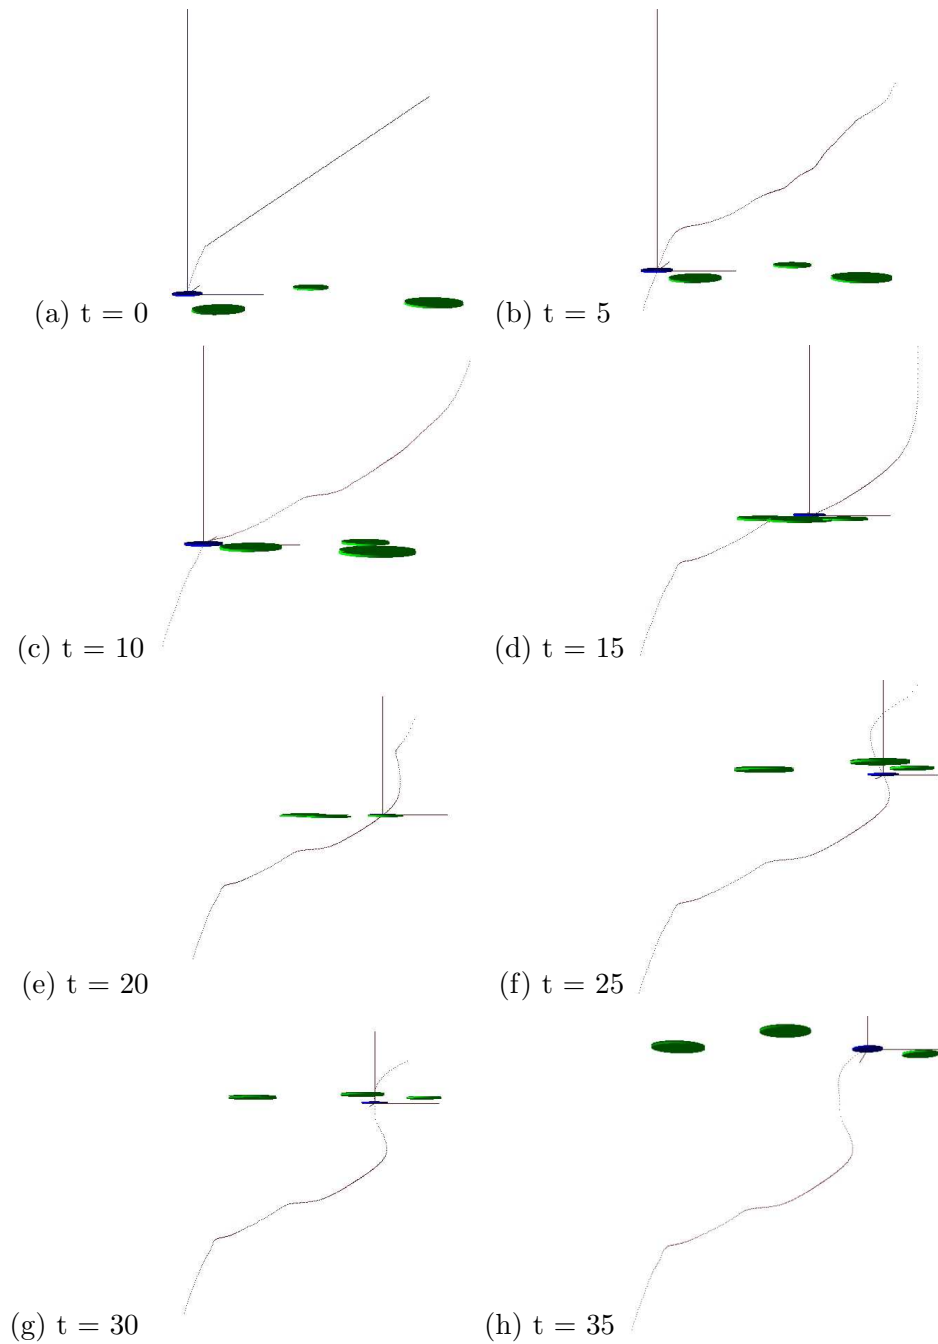 (a) t = 0
(b) t = 5
(c) t = 10
(d) t = 15
(e) t = 20
(f) t = 25
(g) t = 30
(h) t = 35